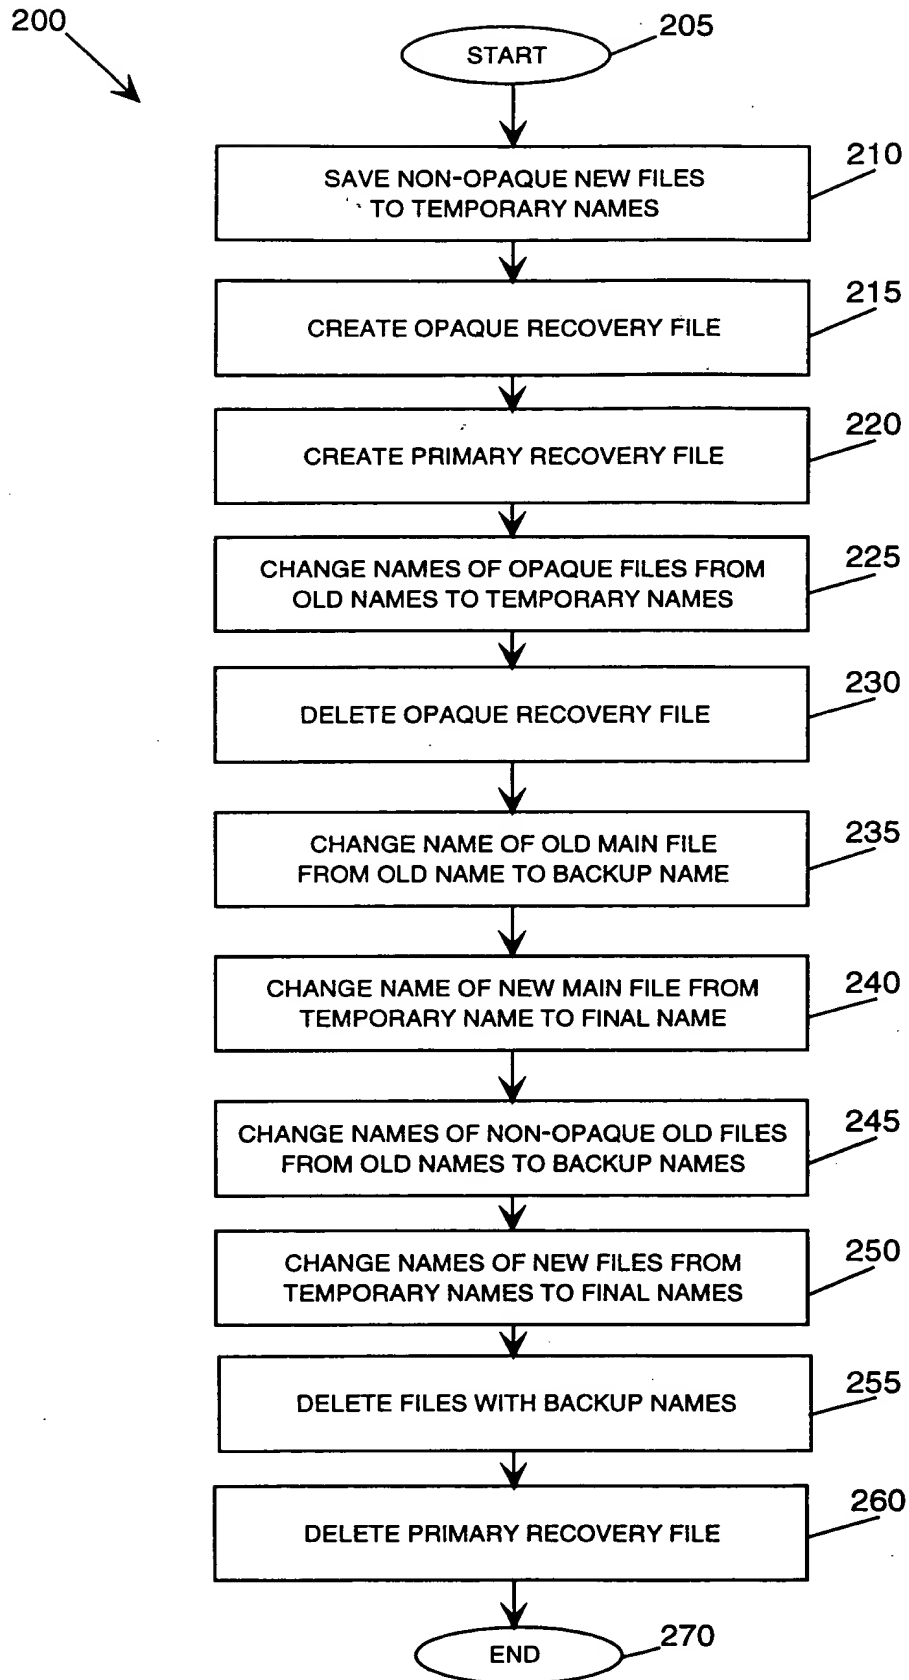 200
205
START
210
SAVE NON-OPAQUE NEW FILES
TO TEMPORARY NAMES
215
CREATE OPAQUE RECOVERY FILE
220
CREATE PRIMARY RECOVERY FILE
225
CHANGE NAMES OF OPAQUE FILES FROM
OLD NAMES TO TEMPORARY NAMES
230
DELETE OPAQUE RECOVERY FILE
235
CHANGE NAME OF OLD MAIN FILE
FROM OLD NAME TO BACKUP NAME
240
CHANGE NAME OF NEW MAIN FILE FROM
TEMPORARY NAME TO FINAL NAME
245
CHANGE NAMES OF NON-OPAQUE OLD FILES
FROM OLD NAMES TO BACKUP NAMES
250
CHANGE NAMES OF NEW FILES FROM
TEMPORARY NAMES TO FINAL NAMES
255
DELETE FILES WITH BACKUP NAMES
260
DELETE PRIMARY RECOVERY FILE
270
END